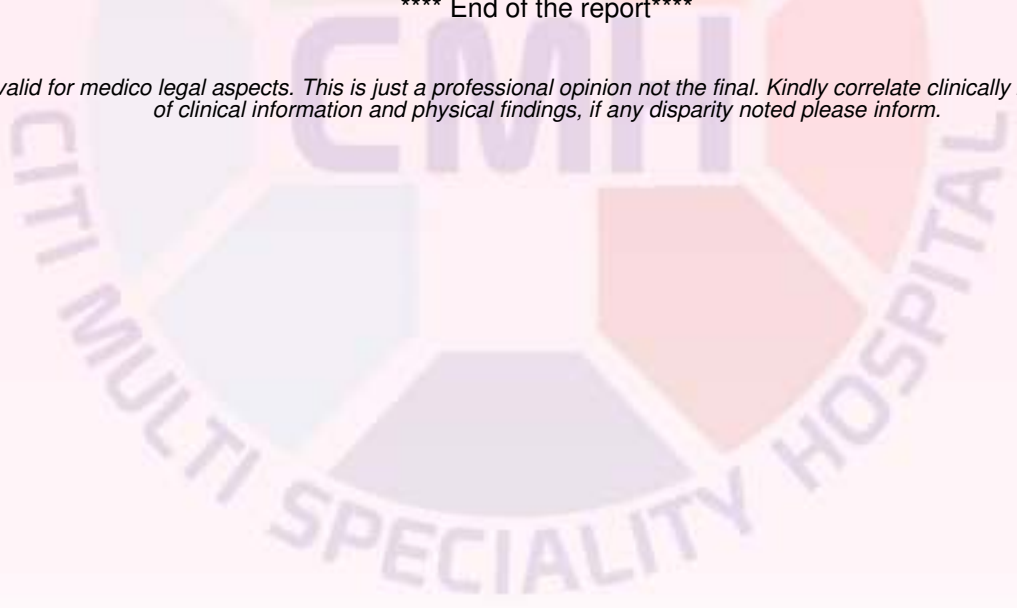 **** End of the report****
valid for medico legal aspects. This is just a professional opinion not the final. Kindly correlate clinically
of clinical information and physical findings, if any disparity noted please inform.
CMH
CITI MULTI SPECIALITY HOSPITAL